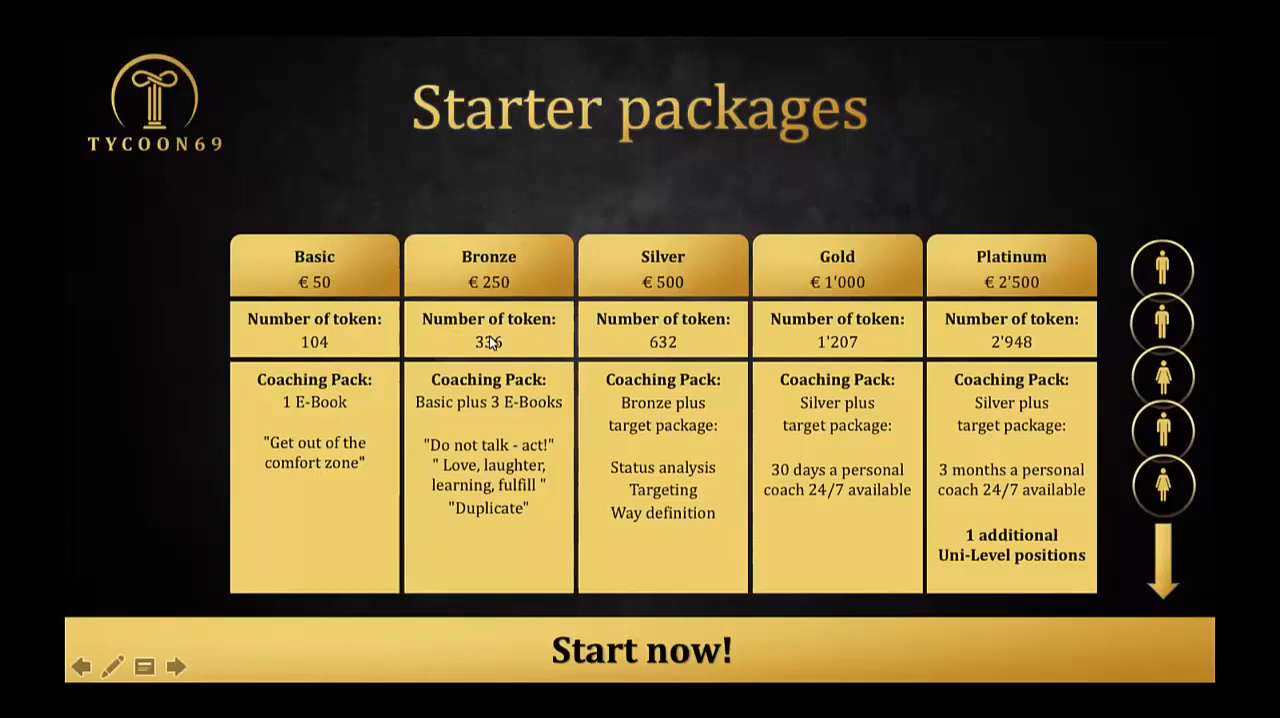 TYCOON69
Starter packages
Basic
€ 50
Number of token:
104
Coaching Pack:
1 E-Book
"Get out of the
comfort zone"
Bronze
€ 250
Number of token:
Coaching Pack:
Basic plus 3 E-Books
"Do not talk - act!"
" Love, laughter,
learning, fulfill "
"Duplicate"
Silver
€ 500
Number of token:
632
Coaching Pack:
Bronze plus
target package:
Status analysis
Targeting
Way definition
Gold
€ 1'000
Number of token:
1'207
Coaching Pack:
Silver plus
target package:
30 days a personal
coach 24/7 available
Platinum
€ 2'500
Number of token:
2'948
Coaching Pack:
Silver plus
target package:
3 months a personal
coach 24/7 available
1 additional
Uni-Level positions
Start now!